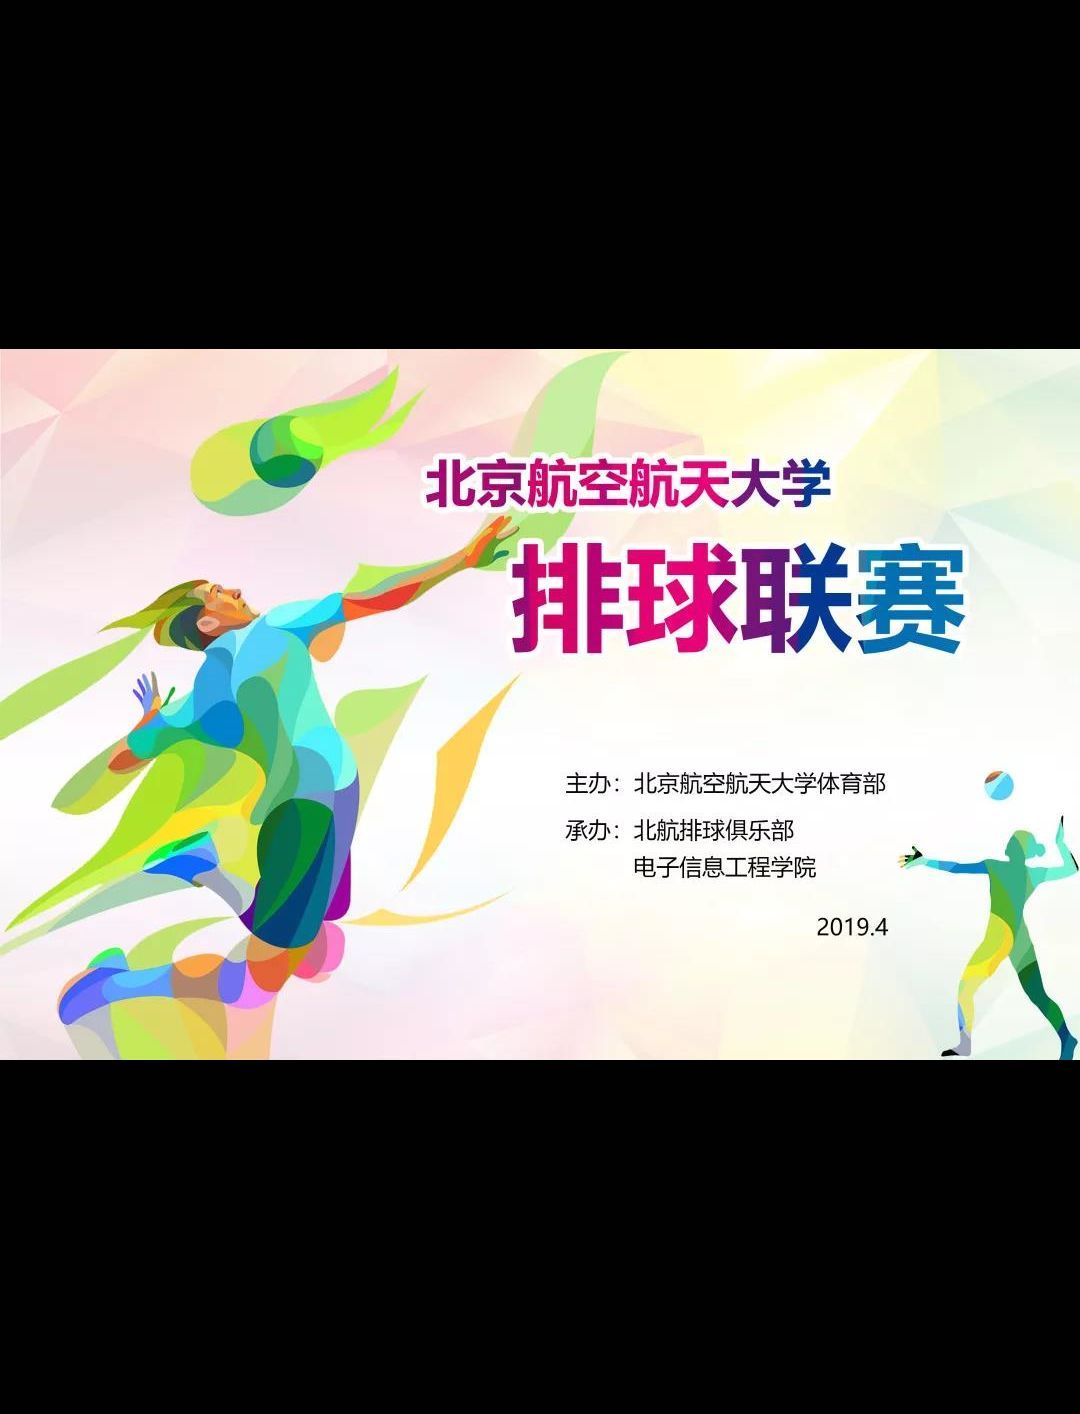 北京航空航天大学
排球联赛
主办：北京航空航天大学体育部
承办：北航排球俱乐部
电子信息工程学院
2019.4